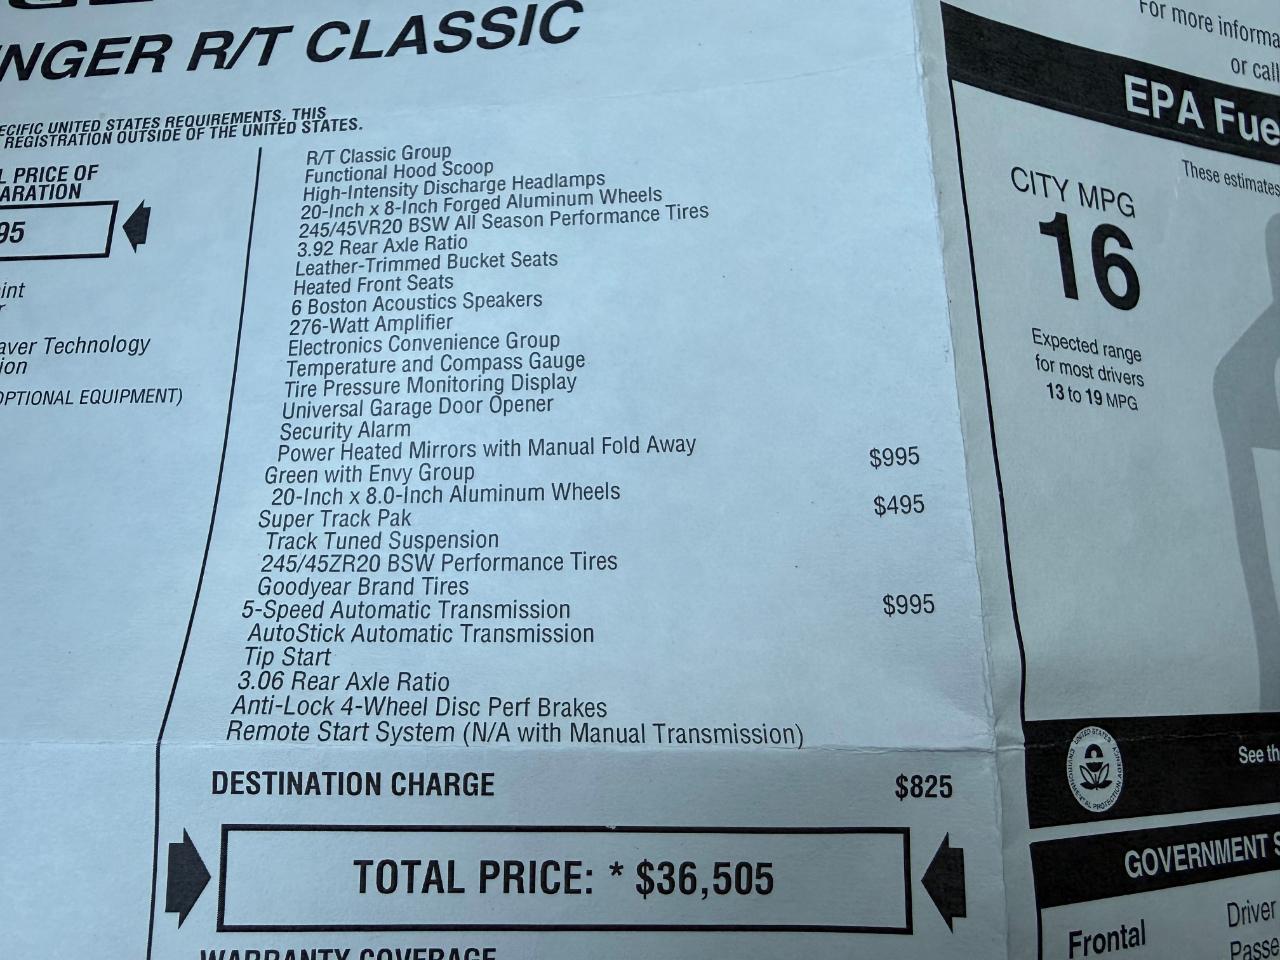 NGER R/T CLASSIC
ECIFIC UNITED STATES REQUIREMENTS. THIS
REGISTRATION OUTSIDE OF THE UNITED STATES.
L PRICE OF
ARATION
95
int
r
aver Technology
ion
OPTIONAL EQUIPMENT)
R/T Classic Group
Functional Hood Scoop
High-Intensity Discharge Headlamps
20-Inch x 8-Inch Forged Aluminum Wheels
245/45VR20 BSW All Season Performance Tires
3.92 Rear Axle Ratio
Leather-Trimmed Bucket Seats
Heated Front Seats
6 Boston Acoustics Speakers
276-Watt Amplifier
Electronics Convenience Group
Temperature and Compass Gauge
Tire Pressure Monitoring Display
Universal Garage Door Opener
Security Alarm
Power Heated Mirrors with Manual Fold Away
Green with Envy Group $995
20-Inch x 8.0-Inch Aluminum Wheels
Super Track Pak $495
Track Tuned Suspension
245/45ZR20 BSW Performance Tires
Goodyear Brand Tires
5-Speed Automatic Transmission $995
AutoStick Automatic Transmission
Tip Start
3.06 Rear Axle Ratio
Anti-Lock 4-Wheel Disc Perf Brakes
Remote Start System (N/A with Manual Transmission)
DESTINATION CHARGE $825
TOTAL PRICE: * $36,505
WARRANTY COVERAGE
For more informa
or call
EPA Fue
These estimates
CITY MPG
16
Expected range
for most drivers
13 to 19 MPG
See th
GOVERNMENT S
Frontal
Driver
Passe